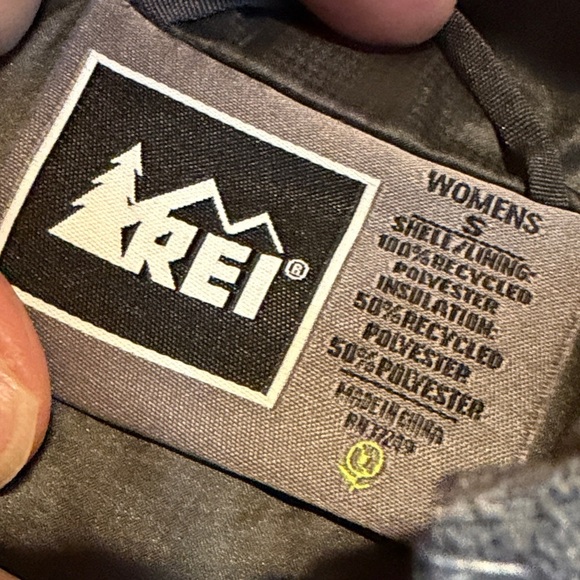 REI®
WOMENS
S
SHELL/LINING:
100% RECYCLED
POLYESTER
INSULATION:
50% RECYCLED
POLYESTER
50% POLYESTER
MADE IN CHINA